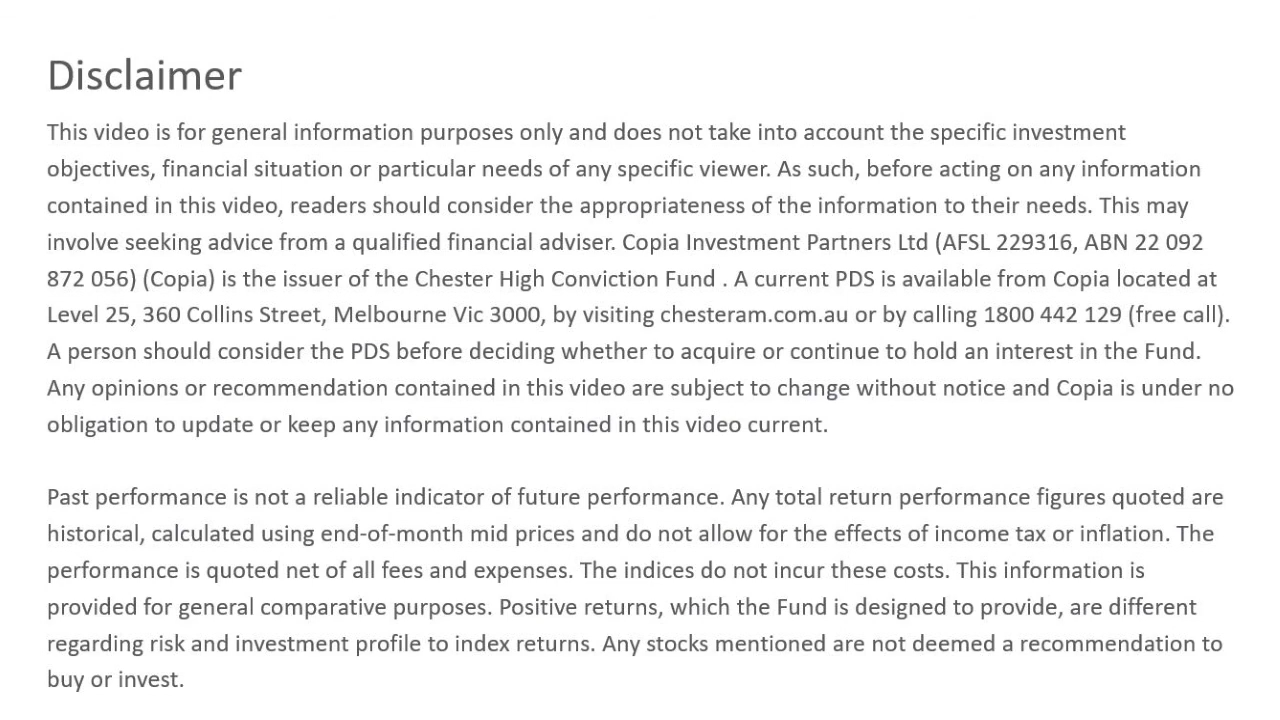 Disclaimer
This video is for general information purposes only and does not take into account the specific investment
objectives, financial situation or particular needs of any specific viewer. As such, before acting on any information
contained in this video, readers should consider the appropriateness of the information to their needs. This may
involve seeking advice from a qualified financial adviser. Copia Investment Partners Ltd (AFSL 229316, ABN 22 092
872 056) (Copia) is the issuer of the Chester High Conviction Fund . A current PDS is available from Copia located at
Level 25, 360 Collins Street, Melbourne Vic 3000, by visiting chesteram.com.au or by calling 1800 442 129 (free call).
A person should consider the PDS before deciding whether to acquire or continue to hold an interest in the Fund.
Any opinions or recommendation contained in this video are subject to change without notice and Copia is under no
obligation to update or keep any information contained in this video current.
Past performance is not a reliable indicator of future performance. Any total return performance figures quoted are
historical, calculated using end-of-month mid prices and do not allow for the effects of income tax or inflation. The
performance is quoted net of all fees and expenses. The indices do not incur these costs. This information is
provided for general comparative purposes. Positive returns, which the Fund is designed to provide, are different
regarding risk and investment profile to index returns. Any stocks mentioned are not deemed a recommendation to
buy or invest.